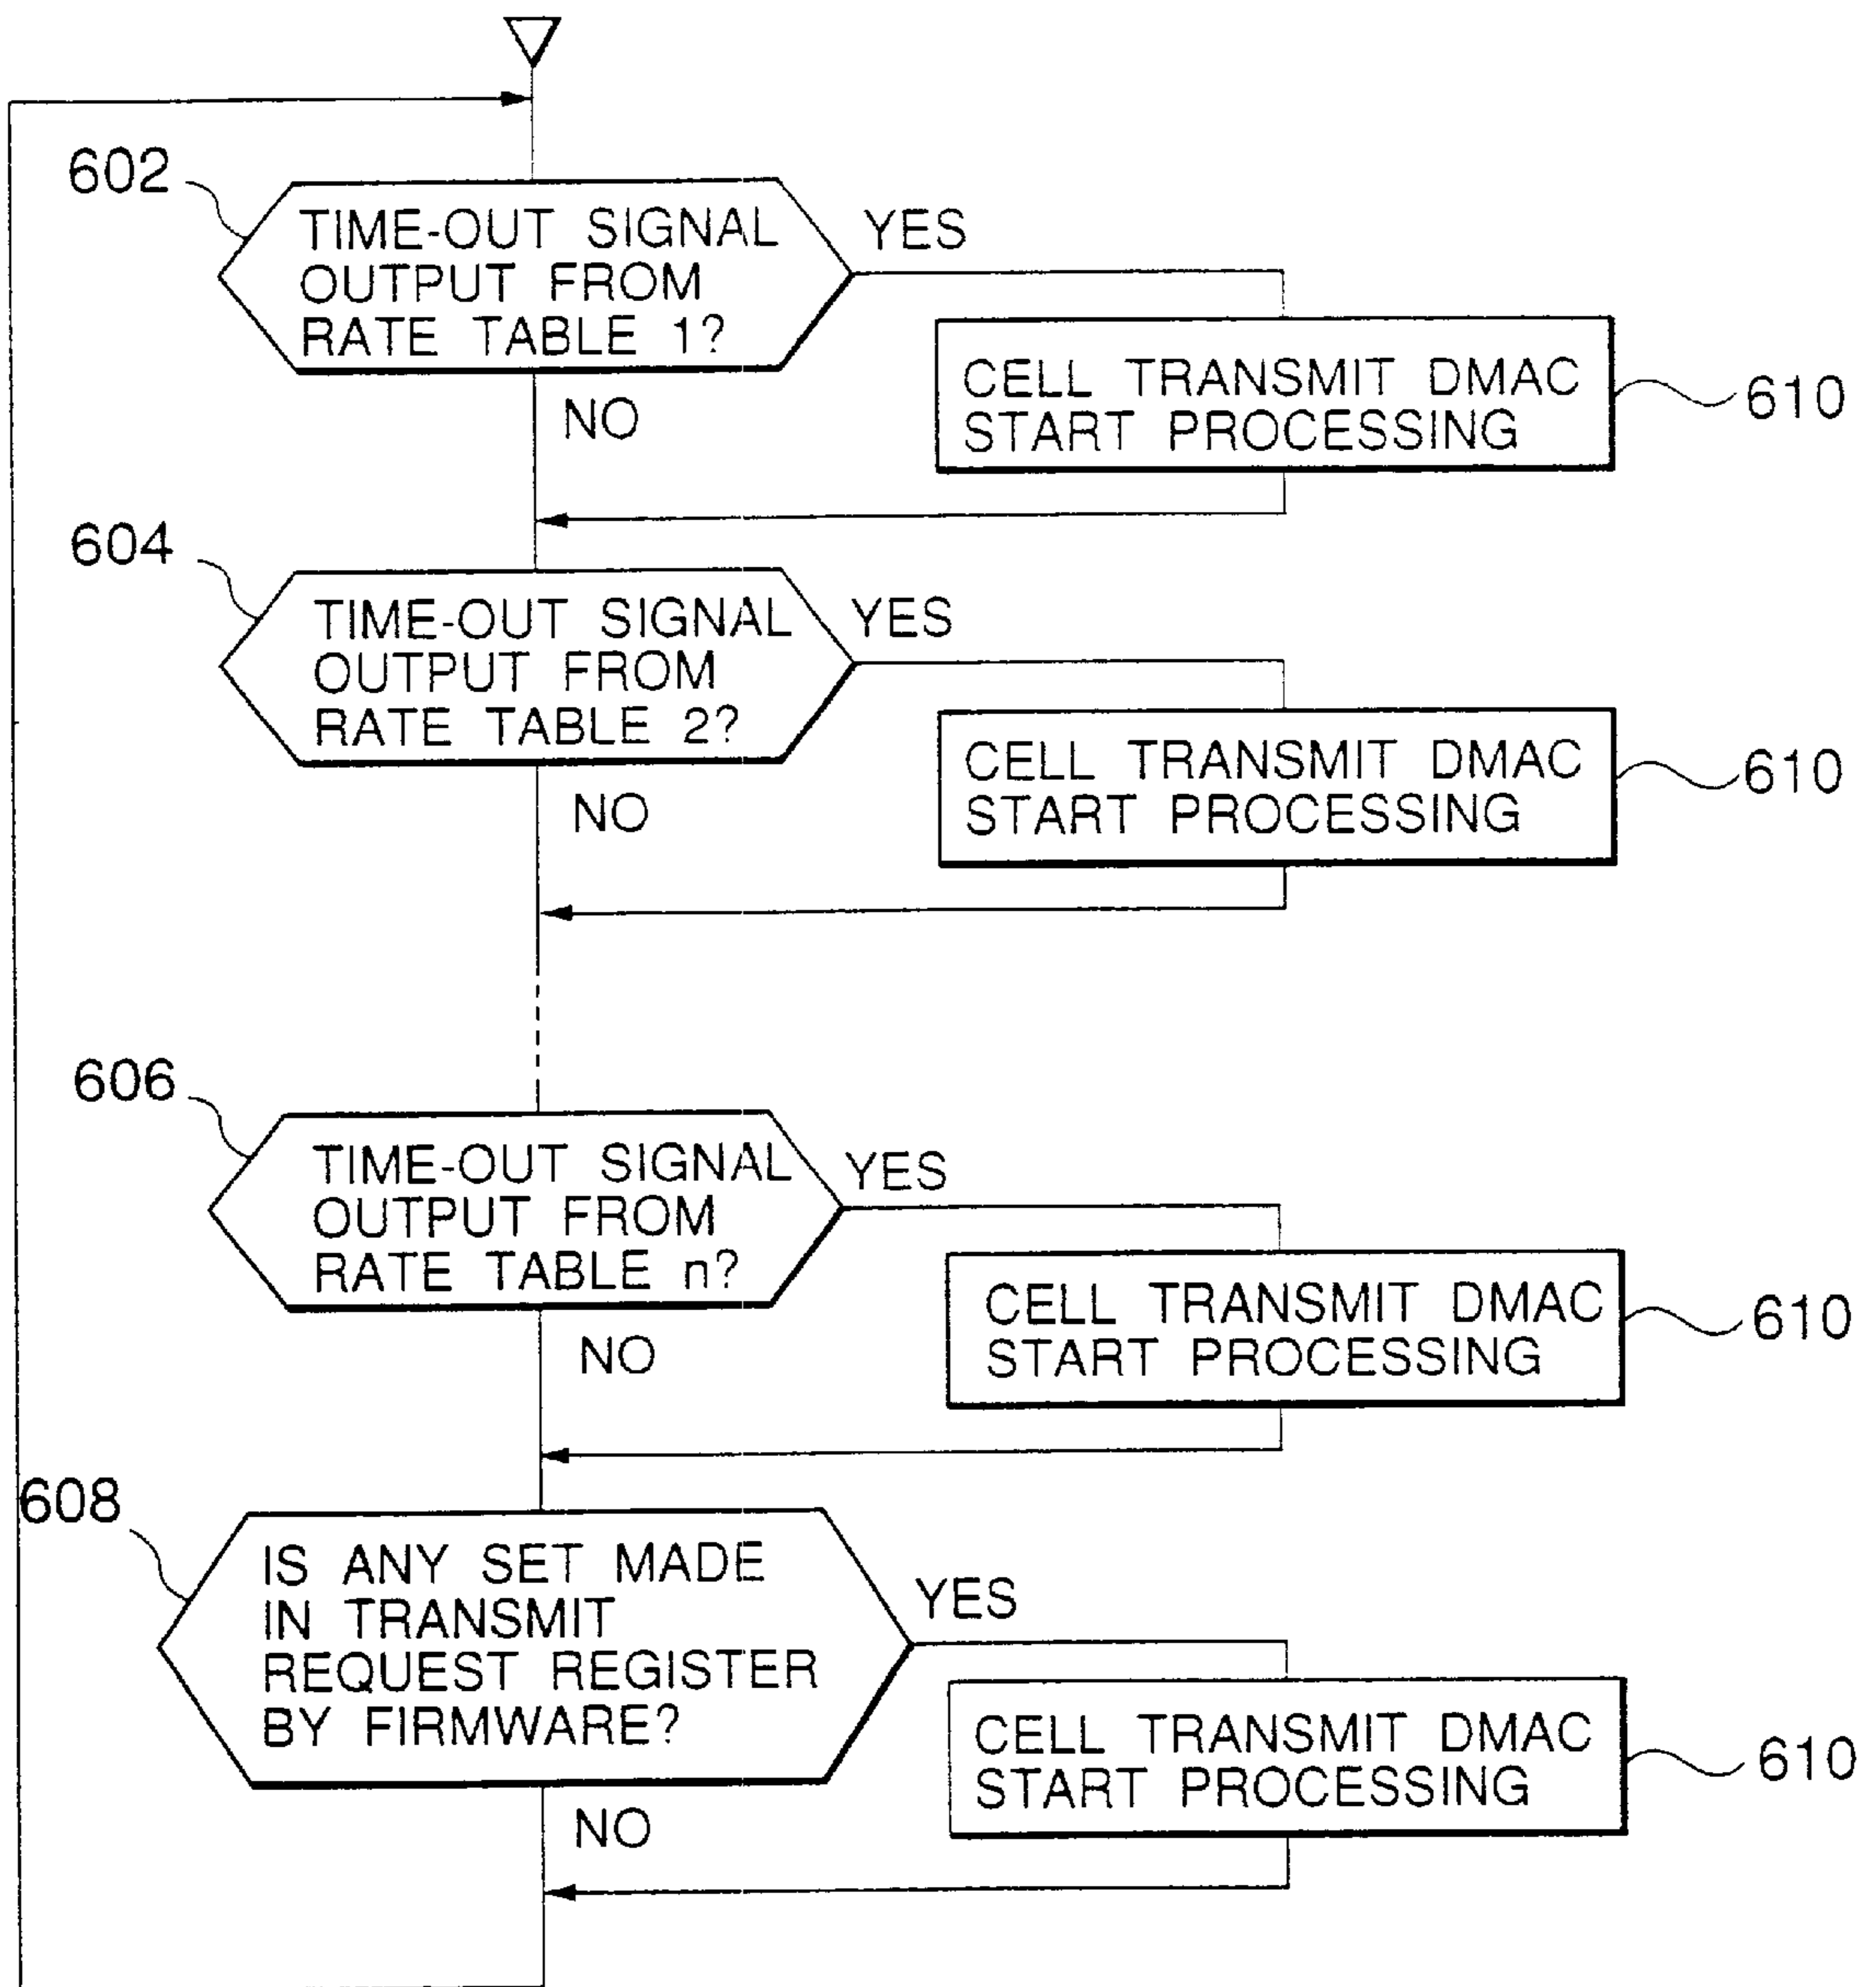 602
TIME-OUT SIGNAL
OUTPUT FROM
RATE TABLE 1?
YES
NO
CELL TRANSMIT DMAC
START PROCESSING
610
604
TIME-OUT SIGNAL
OUTPUT FROM
RATE TABLE 2?
YES
NO
CELL TRANSMIT DMAC
START PROCESSING
610
606
TIME-OUT SIGNAL
OUTPUT FROM
RATE TABLE n?
YES
NO
CELL TRANSMIT DMAC
START PROCESSING
610
608
IS ANY SET MADE
IN TRANSMIT
REQUEST REGISTER
BY FIRMWARE?
YES
NO
CELL TRANSMIT DMAC
START PROCESSING
610